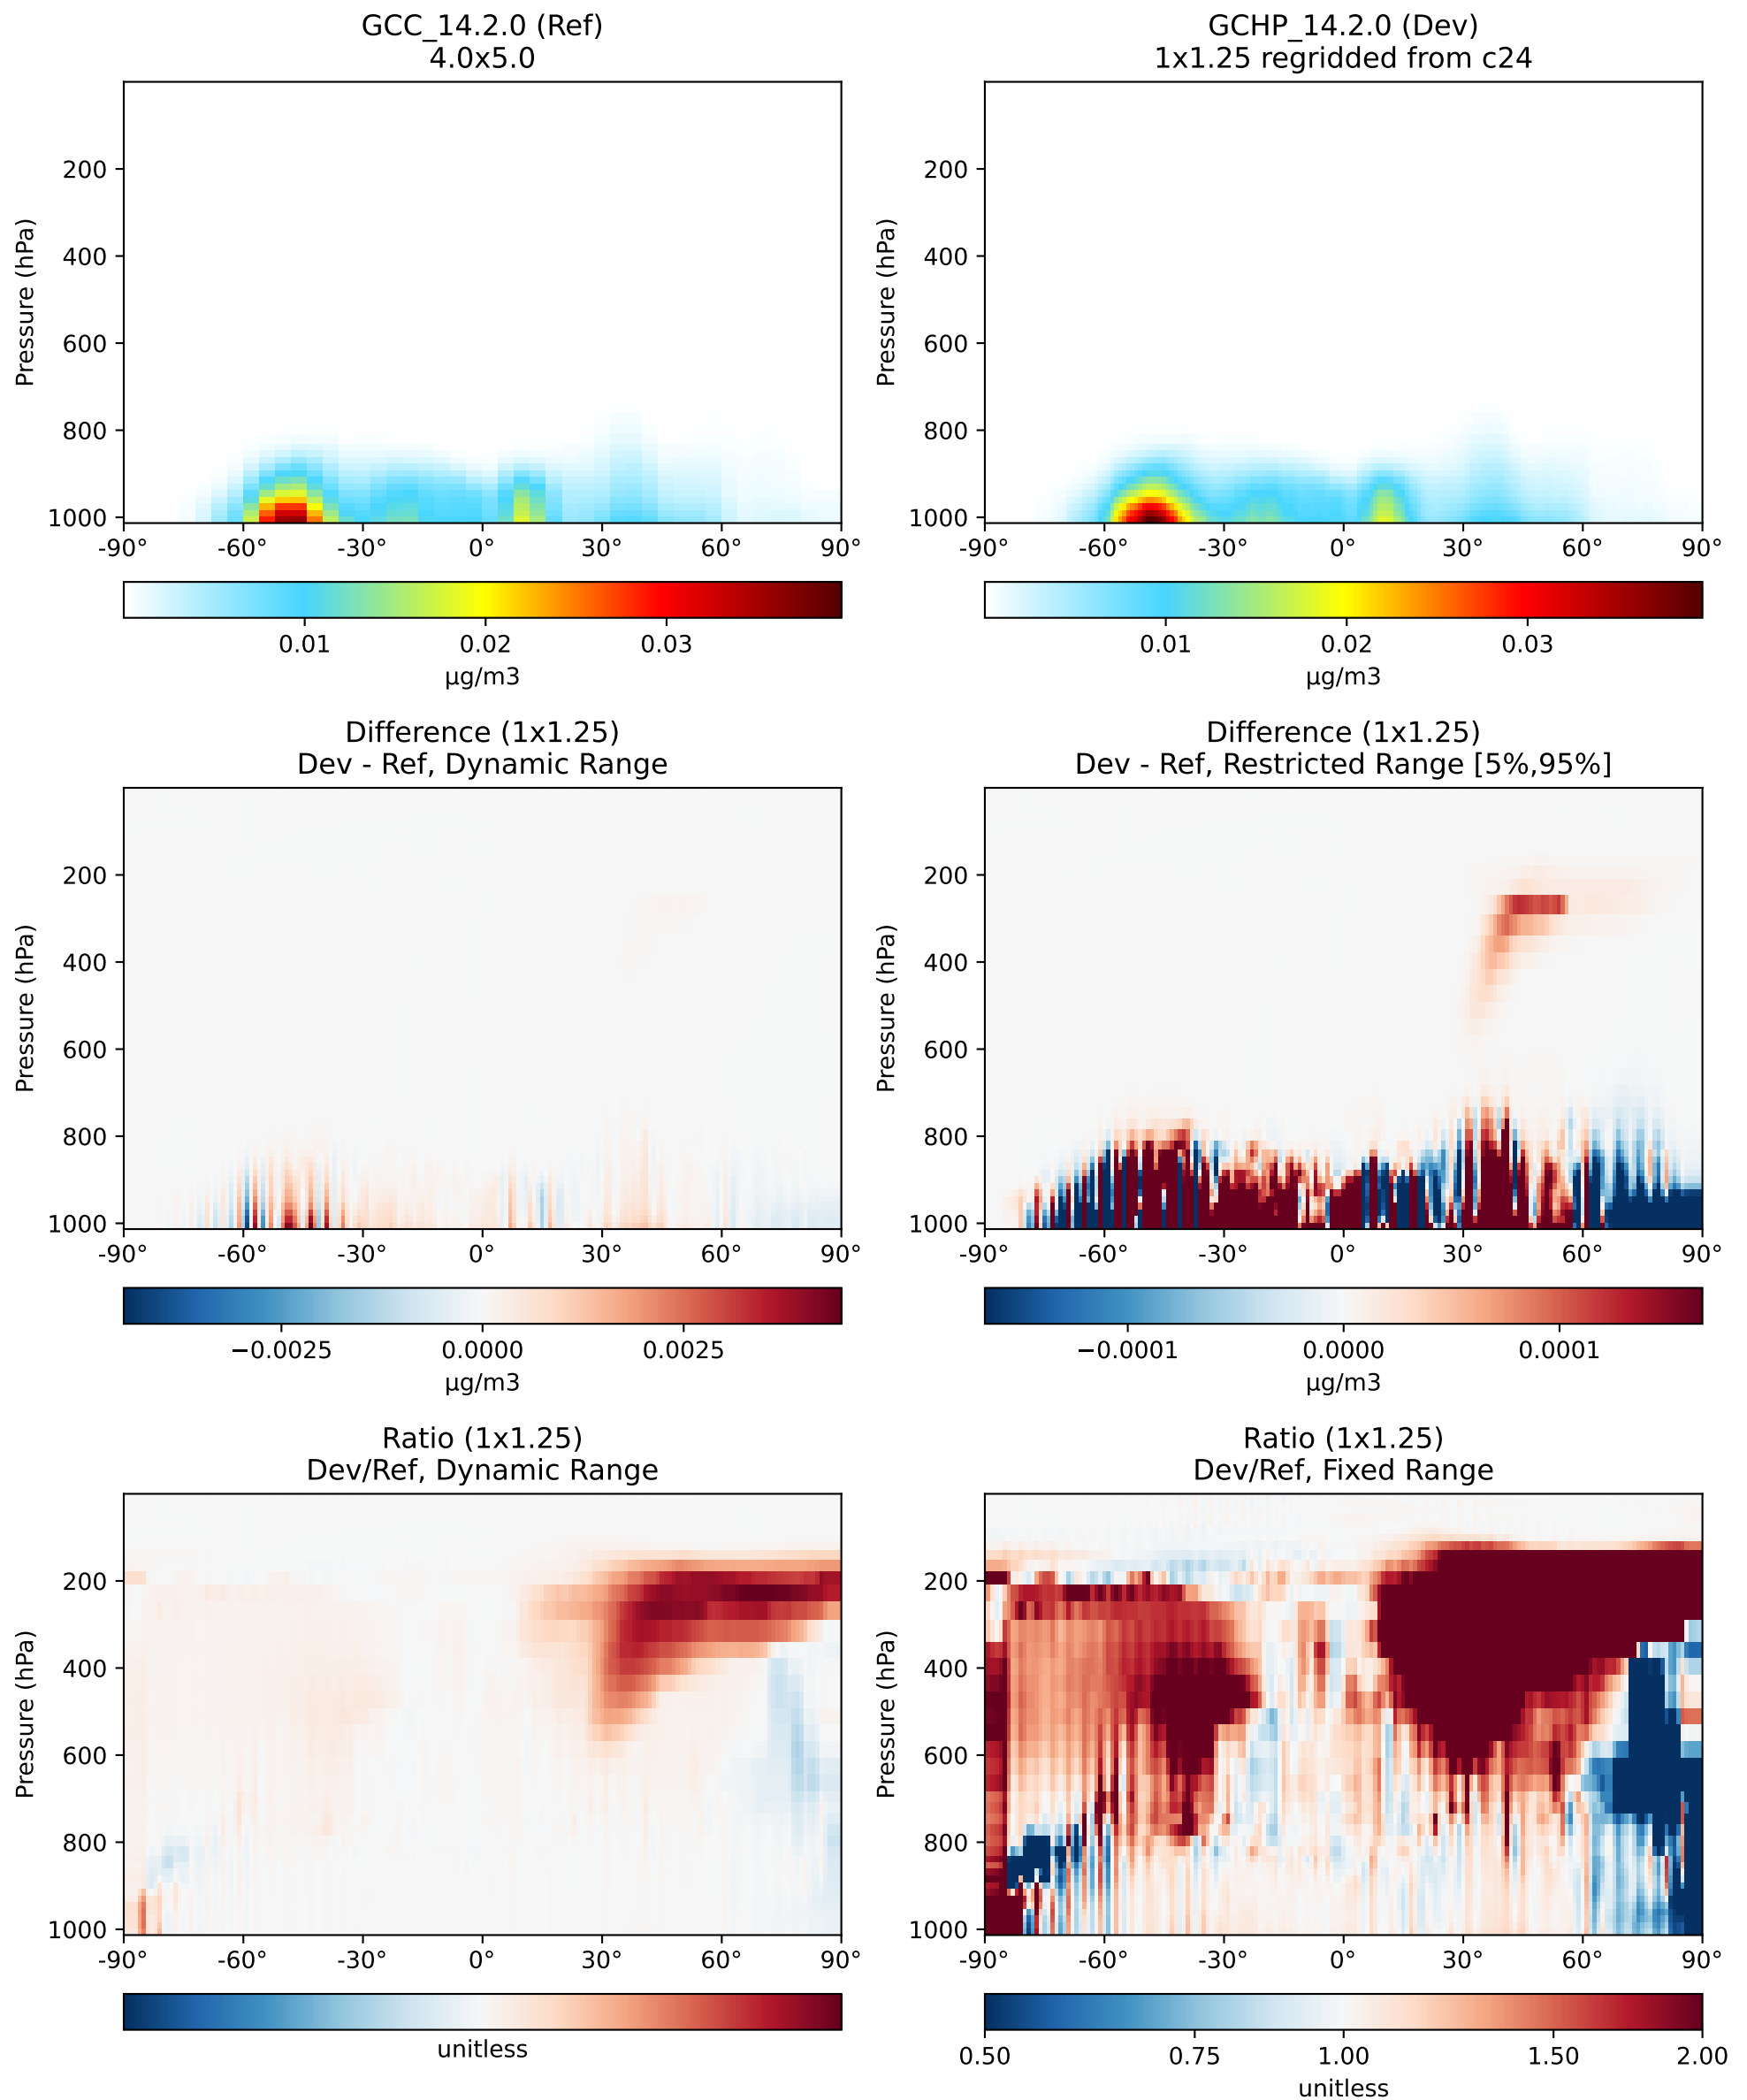 GCC_14.2.0 (Ref)
4.0x5.0
Pressure (hPa)
200
400
600
800
1000
-90° -60° -30° 0° 30° 60° 90°
0.01 0.02 0.03
µg/m3
GCHP_14.2.0 (Dev)
1x1.25 regridded from c24
Pressure (hPa)
200
400
600
800
1000
-90° -60° -30° 0° 30° 60° 90°
0.01 0.02 0.03
µg/m3
Difference (1x1.25)
Dev - Ref, Dynamic Range
Pressure (hPa)
200
400
600
800
1000
-90° -60° -30° 0° 30° 60° 90°
−0.0025 0.0000 0.0025
µg/m3
Difference (1x1.25)
Dev - Ref, Restricted Range [5%,95%]
Pressure (hPa)
200
400
600
800
1000
-90° -60° -30° 0° 30° 60° 90°
−0.0001 0.0000 0.0001
µg/m3
Ratio (1x1.25)
Dev/Ref, Dynamic Range
Pressure (hPa)
200
400
600
800
1000
-90° -60° -30° 0° 30° 60° 90°
unitless
Ratio (1x1.25)
Dev/Ref, Fixed Range
Pressure (hPa)
200
400
600
800
1000
-90° -60° -30° 0° 30° 60° 90°
0.50 0.75 1.00 1.50 2.00
unitless